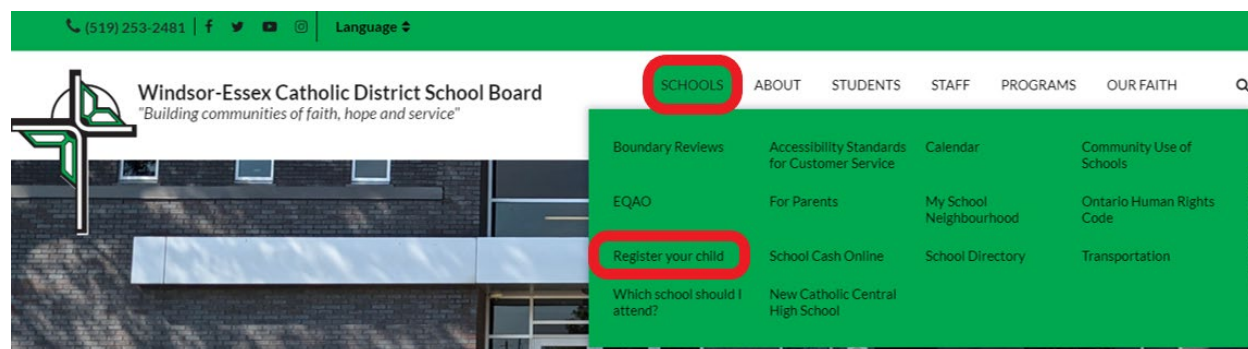 (519) 253-2481
Language
Windsor-Essex Catholic District School Board
"Building communities of faith, hope and service"
SCHOOLS ABOUT STUDENTS STAFF PROGRAMS OUR FAITH
Boundary Reviews
Accessibility Standards
for Customer Service
Calendar
Community Use of
Schools
EQAO
For Parents
My School
Neighbourhood
Ontario Human Rights
Code
Register your child
School Cash Online
School Directory
Transportation
Which school should I
attend?
New Catholic Central
High School